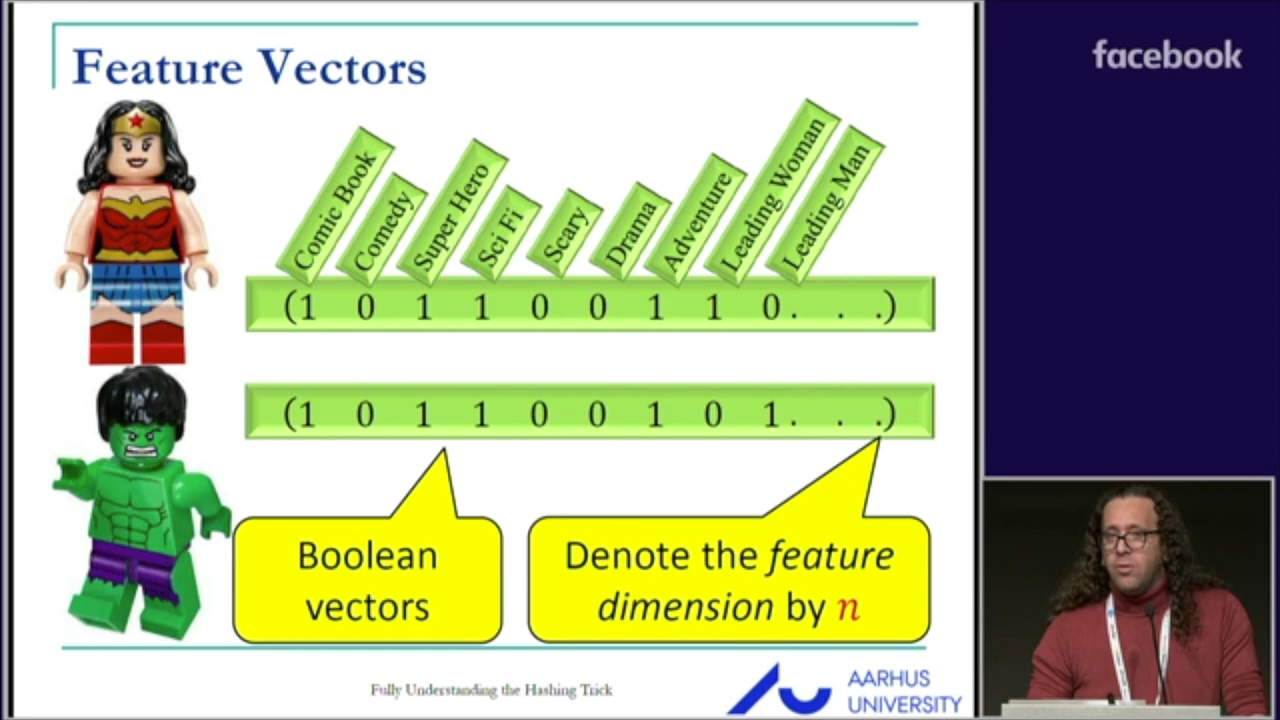 facebook
Feature Vectors
Comic Book
Comedy
Super Hero
Sci Fi
Scary
Drama
Adventure
Leading Woman
Leading Man
(1 0 1 1 0 0 1 1 0 . . .)
(1 0 1 1 0 0 1 0 1 . . .)
Boolean
vectors
Denote the feature
dimension by n
Fully Understanding the Hashing Trick
AARHUS
UNIVERSITY